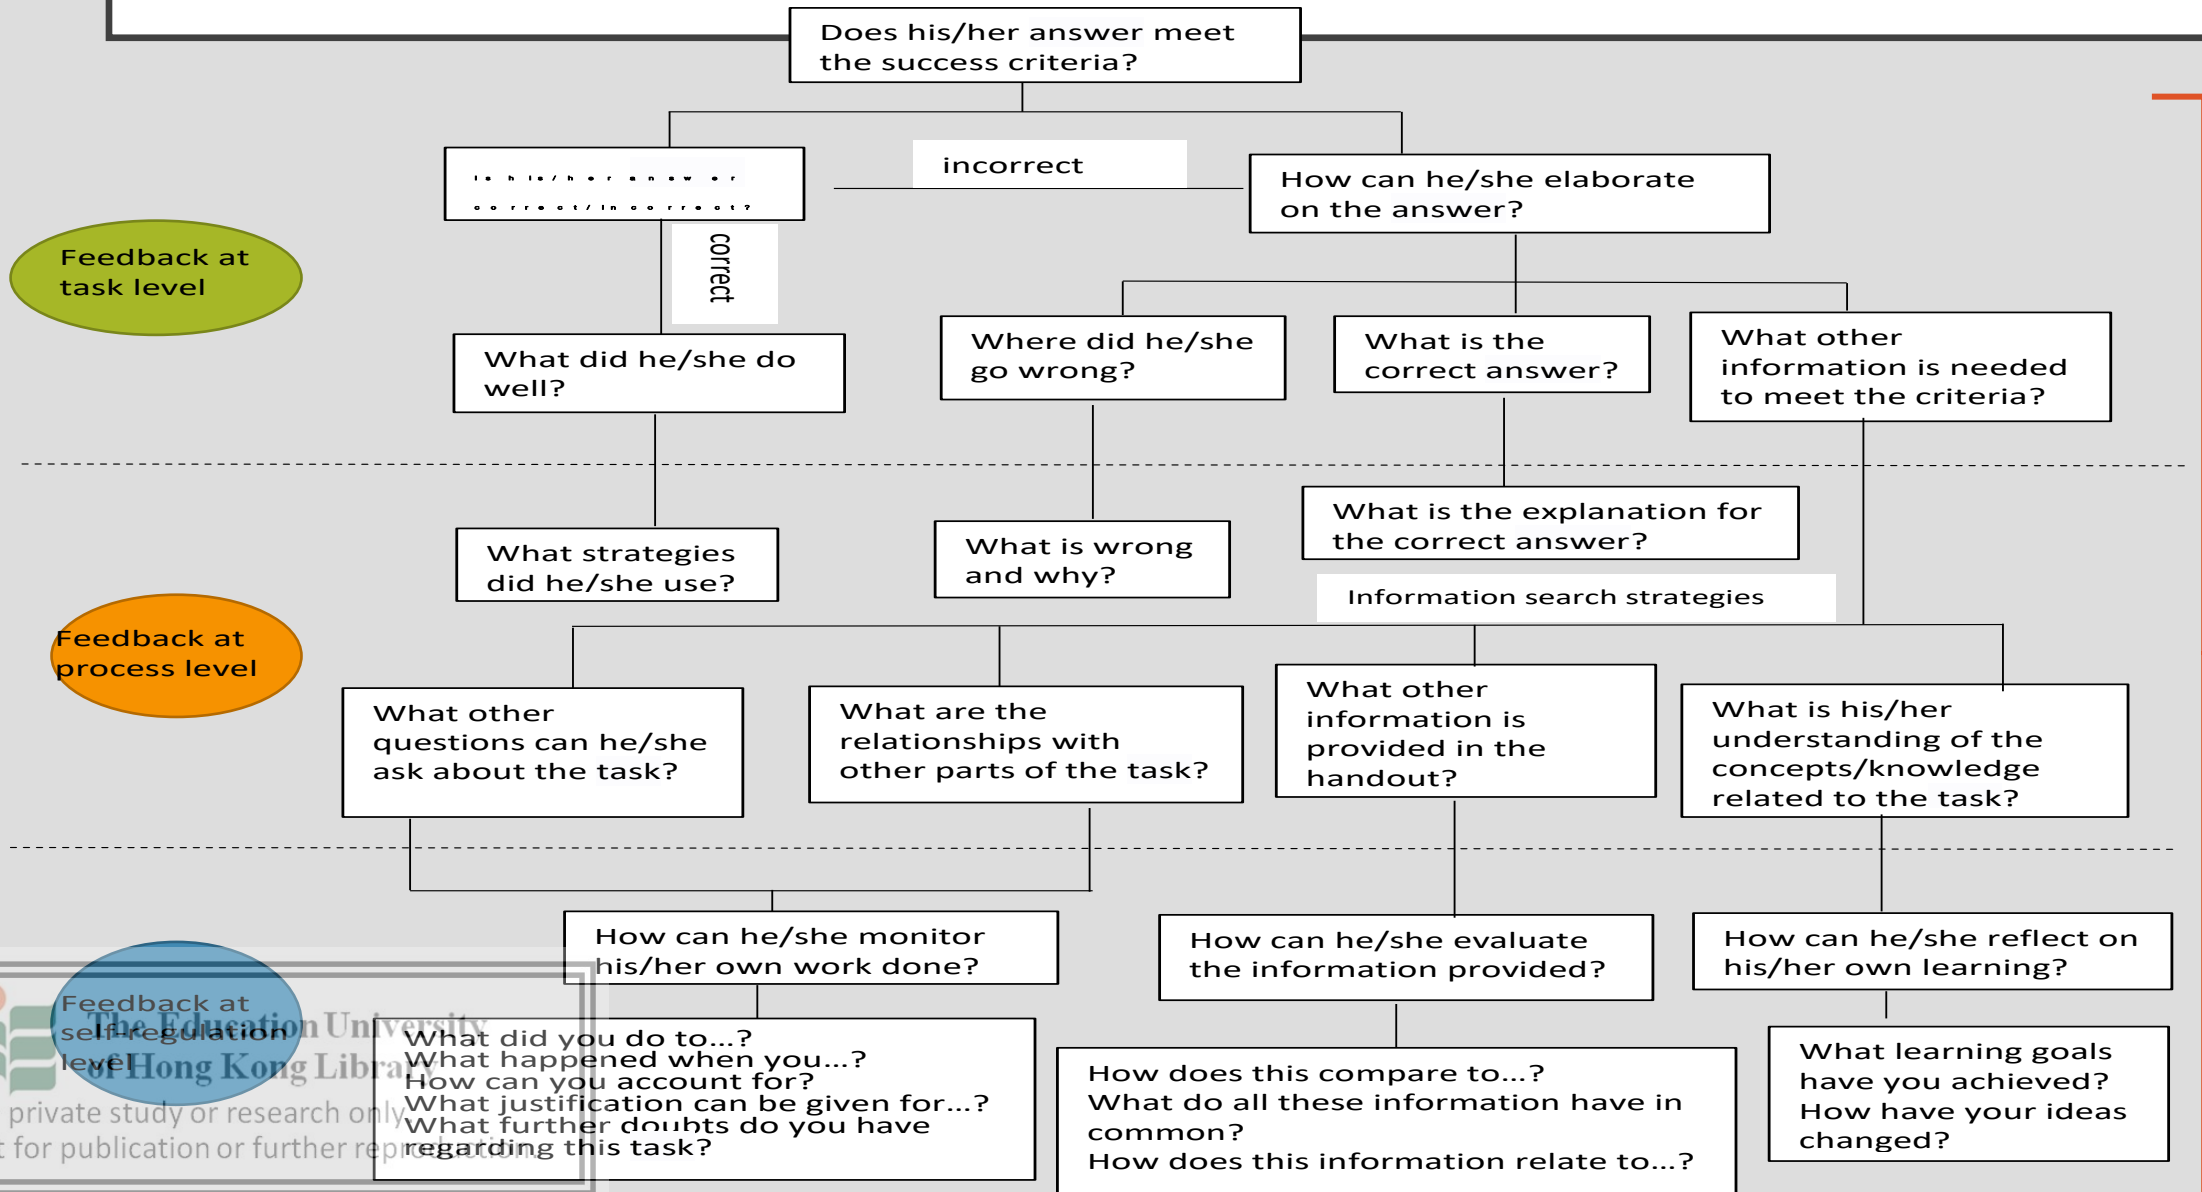 Does his/her answer meet
the success criteria?
Is his/her answer
correct/incorrect?
incorrect
How can he/she elaborate
on the answer?
correct
Feedback at
task level
What did he/she do
well?
Where did he/she
go wrong?
What is the
correct answer?
What other
information is needed
to meet the criteria?
What strategies
did he/she use?
What is wrong
and why?
What is the explanation for
the correct answer?
Information search strategies
Feedback at
process level
What other
questions can he/she
ask about the task?
What are the
relationships with
other parts of the task?
What other
information is
provided in the
handout?
What is his/her
understanding of the
concepts/knowledge
related to the task?
How can he/she monitor
his/her own work done?
How can he/she evaluate
the information provided?
How can he/she reflect on
his/her own learning?
Feedback at
self-regulation
level
The Education University
of Hong Kong Library
private study or research only
for publication or further reproduction
What did you do to...?
What happened when you...?
How can you account for?
What justification can be given for...?
What further doubts do you have
regarding this task?
How does this compare to...?
What do all these information have in
common?
How does this information relate to...?
What learning goals
have you achieved?
How have your ideas
changed?